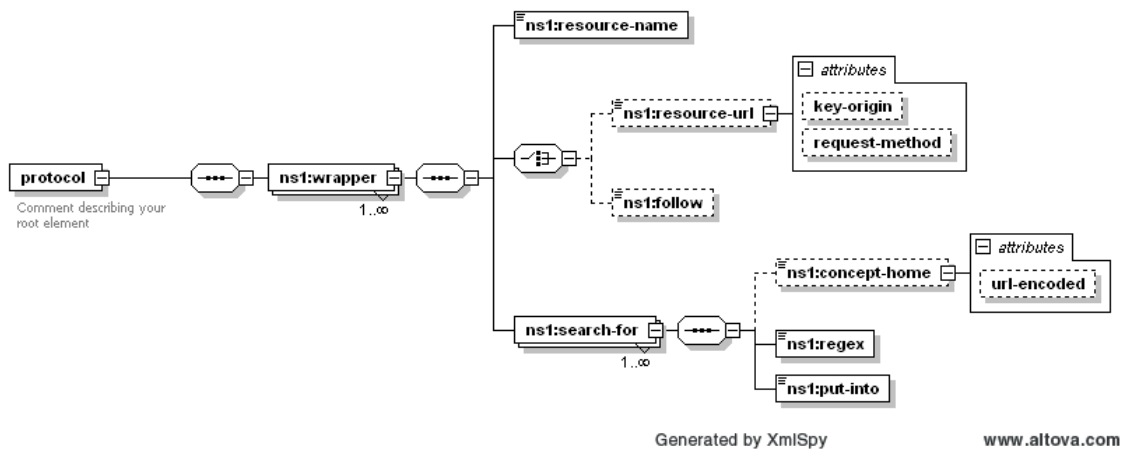 ns1:resource-name
attributes
ns1:resource-url
key-origin
request-method
protocol
ns1:wrapper
Comment describing your
root element
1..∞
ns1:follow
attributes
ns1:concept-home
url-encoded
ns1:search-for
1..∞
ns1:regex
ns1:put-into
Generated by XmlSpy
www.altova.com